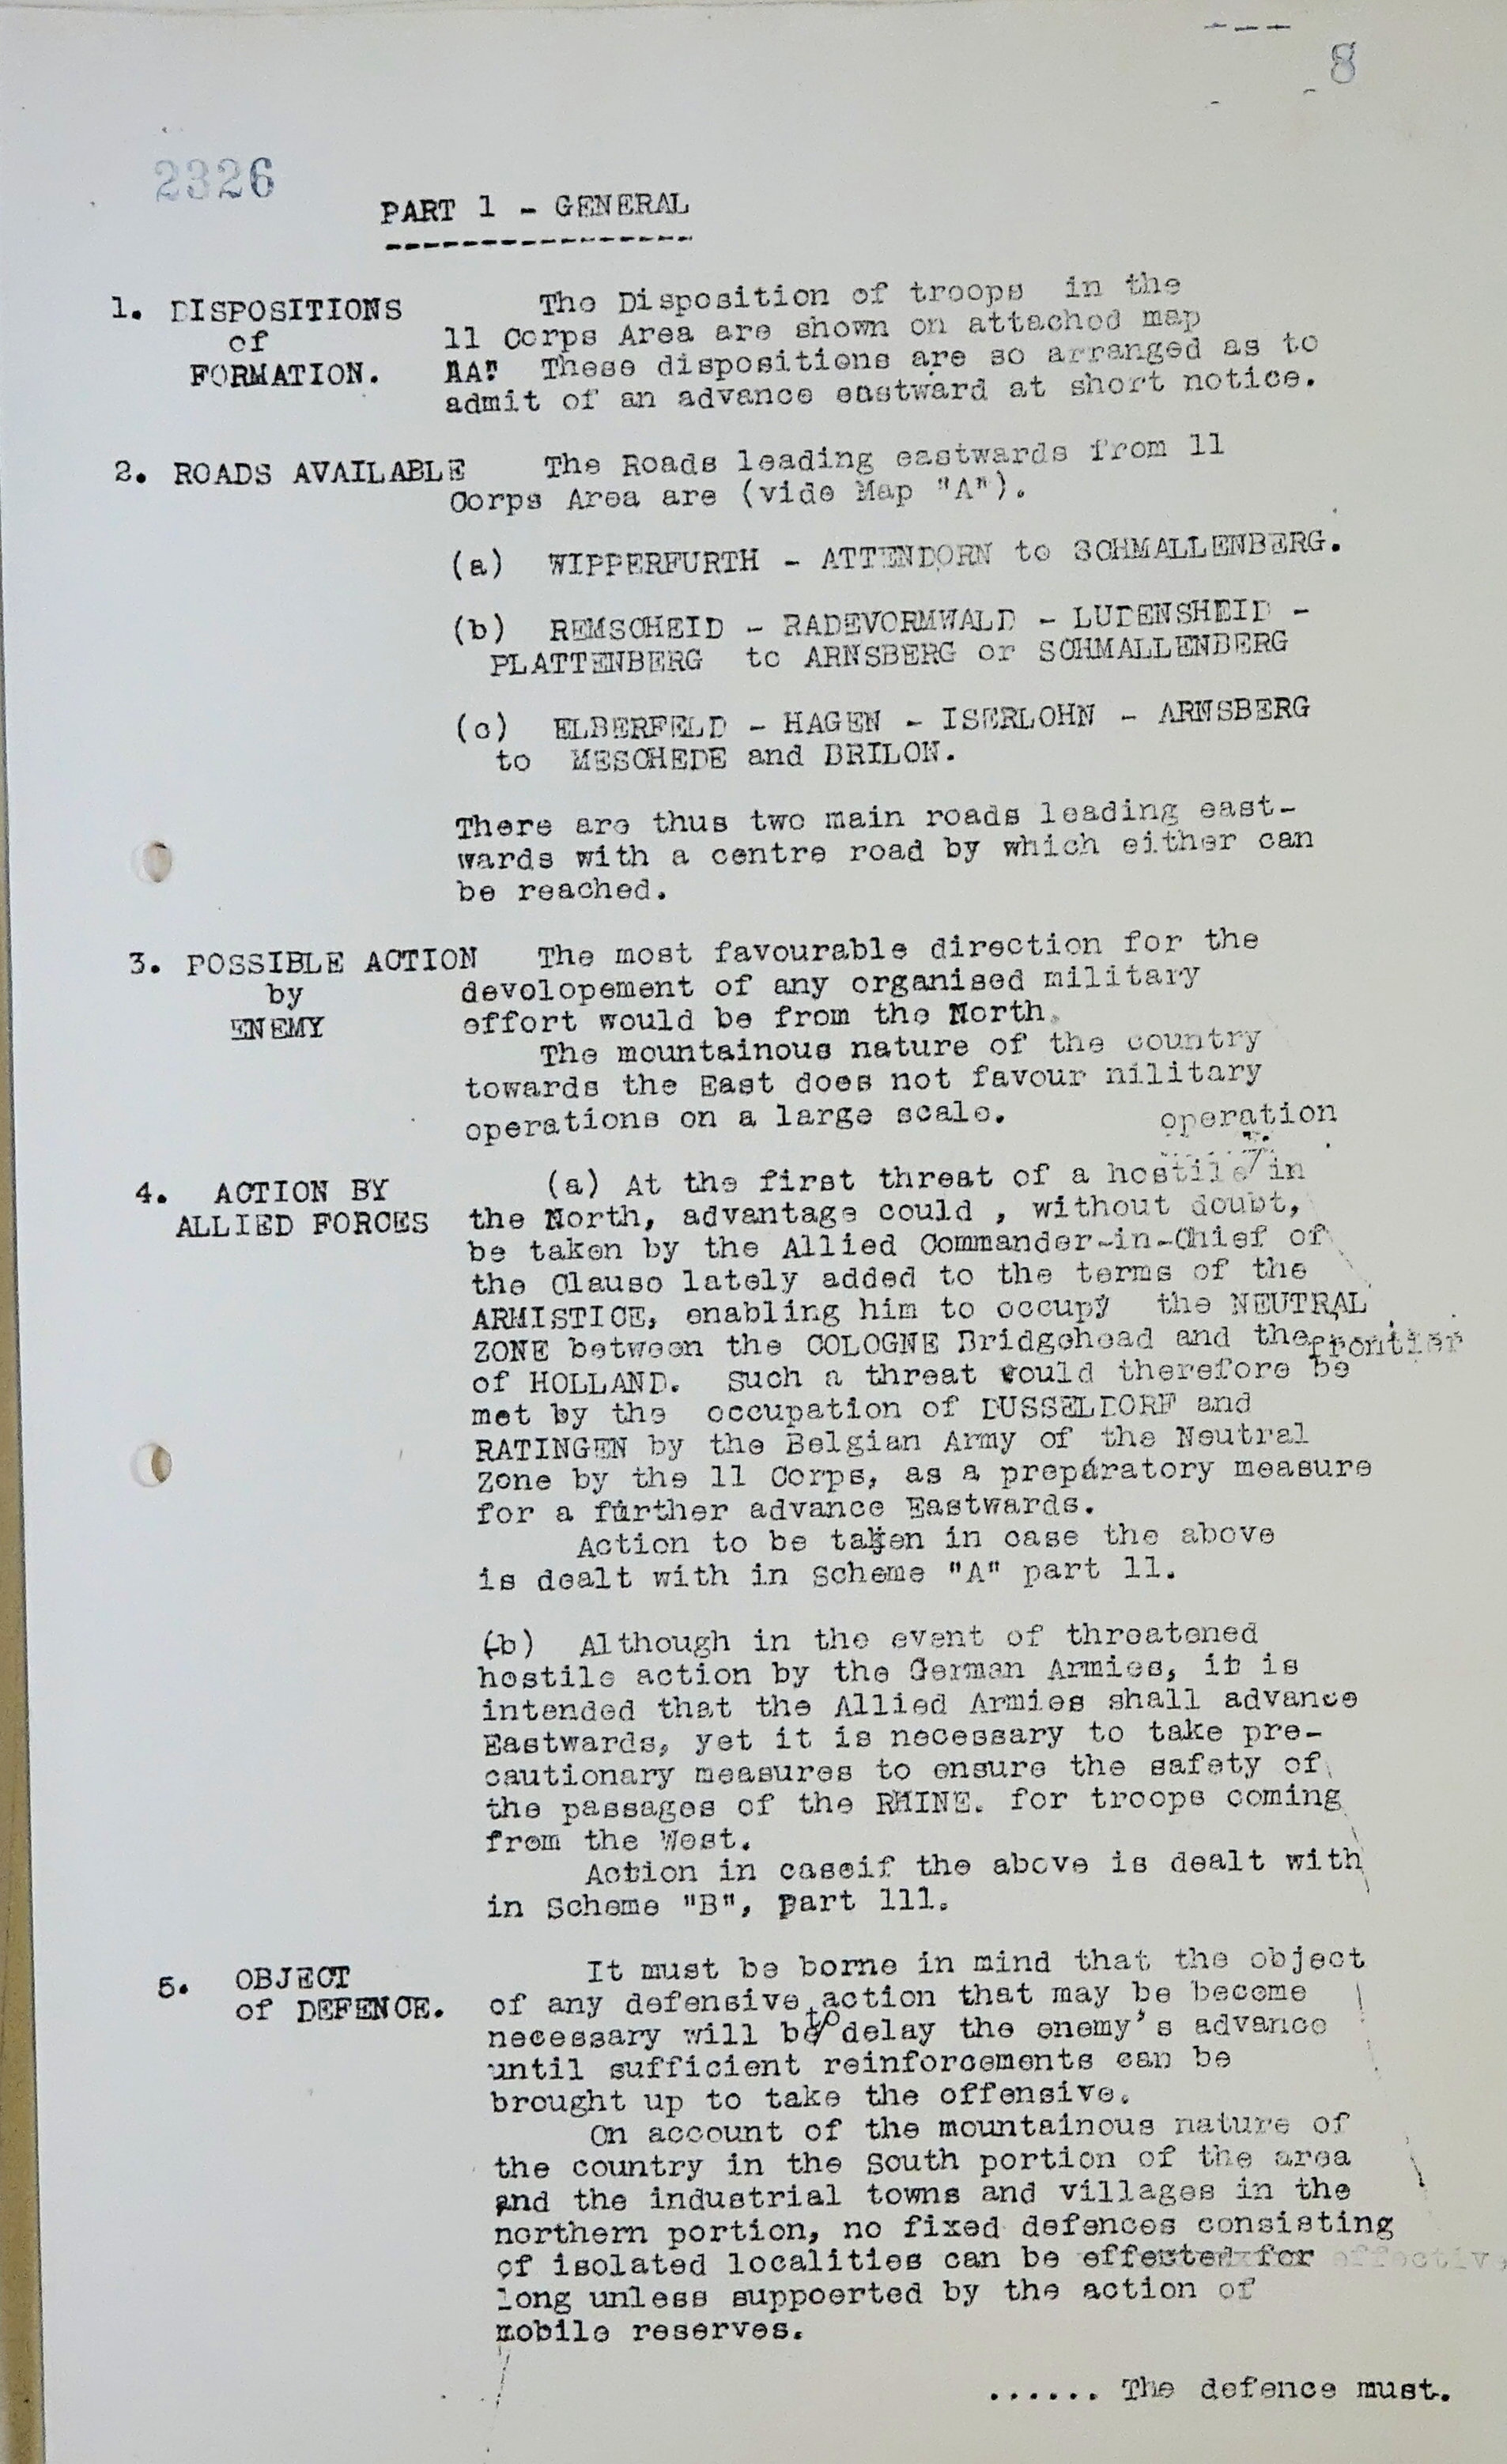 8
2326
PART 1 - GENERAL
1. DISPOSITIONS
of
FORMATION.
The Disposition of troops in the
11 Corps Area are shown on attached map
"A". These dispositions are so arranged as to
admit of an advance eastward at short notice.
2. ROADS AVAILABLE
The Roads leading eastwards from 11
Corps Area are (vide Map "A").
(a) WIPPERFURTH - ATTENDORN to SCHMALLENBERG.
(b) REMSCHEID - RADEVORMWALD - LUDENSHEID -
PLATTENBERG to ARNSBERG or SCHMALLENBERG
(c) ELBERFELD - HAGEN - ISERLOHN - ARNSBERG
to MESCHEDE and BRILON.
There are thus two main roads leading east-
wards with a centre road by which either can
be reached.
3. POSSIBLE ACTION
by
ENEMY
The most favourable direction for the
devolopement of any organised military
effort would be from the North.
The mountainous nature of the country
towards the East does not favour nilitary
operations on a large scale.
4. ACTION BY
ALLIED FORCES
operation
(a) At the first threat of a hostile/in
the North, advantage could , without doubt,
be taken by the Allied Commander-in-Chief of
the Clause lately added to the terms of the
ARMISTICE, enabling him to occupy the NEUTRAL
ZONE between the COLOGNE Bridgehead and the frontier
of HOLLAND. Such a threat would therefore be
met by the occupation of DUSSELDORF and
RATINGEN by the Belgian Army of the Neutral
Zone by the 11 Corps, as a preparatory measure
for a further advance Eastwards.
Action to be taken in case the above
is dealt with in Scheme "A" part 11.
(b) Although in the event of threatened
hostile action by the German Armies, it is
intended that the Allied Armies shall advance
Eastwards, yet it is necessary to take pre-
cautionary measures to ensure the safety of
the passages of the RHINE. for troops coming
from the West.
Action in caseif the above is dealt with
in Scheme "B", part 111.
5. OBJECT
of DEFENCE.
It must be borne in mind that the object
of any defensive action that may be become
necessary will be/to delay the enemy's advance
until sufficient reinforcements can be
brought up to take the offensive.
On account of the mountainous nature of
the country in the South portion of the area
and the industrial towns and villages in the
northern portion, no fixed defences consisting
of isolated localities can be effected for effective
long unless suppoerted by the action of
mobile reserves.
...... The defence must.